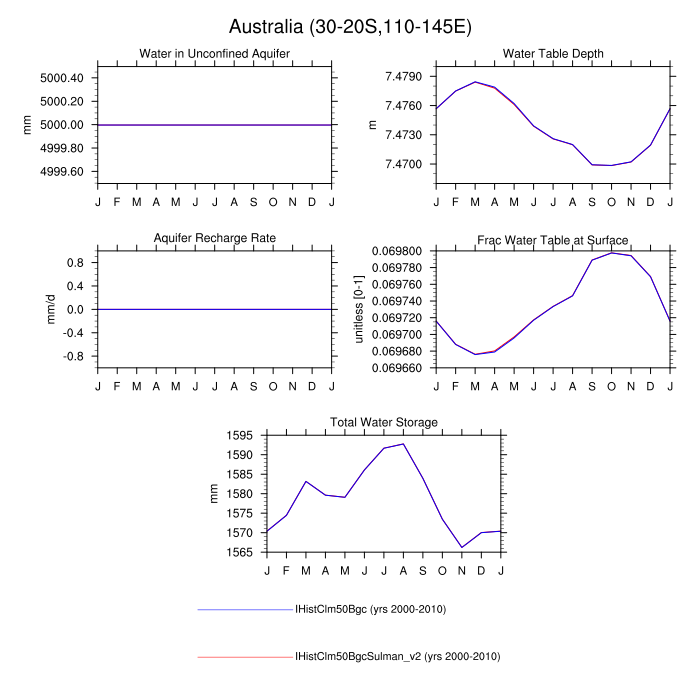 Australia (30-20S,110-145E)
Water in Unconfined Aquifer
5000.40
5000.20
5000.00
4999.80
4999.60
mm
J F M A M J J A S O N D J
Water Table Depth
7.4790
7.4760
7.4730
7.4700
m
J F M A M J J A S O N D J
Aquifer Recharge Rate
0.8
0.4
0.0
-0.4
-0.8
mm/d
J F M A M J J A S O N D J
Frac Water Table at Surface
0.069800
0.069780
0.069760
0.069740
0.069720
0.069700
0.069680
0.069660
unitless [0-1]
J F M A M J J A S O N D J
Total Water Storage
1595
1590
1585
1580
1575
1570
1565
mm
J F M A M J J A S O N D J
IHistClm50Bgc (yrs 2000-2010)
IHistClm50BgcSulman_v2 (yrs 2000-2010)